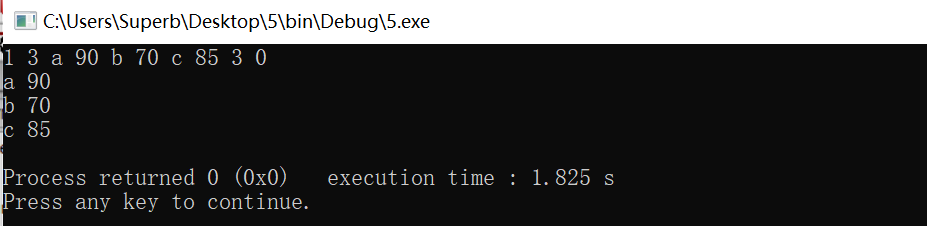 C:\Users\Superb\Desktop\5\bin\Debug\5.exe
1 3 a 90 b 70 c 85 3 0
a 90
b 70
c 85
Process returned 0 (0x0)   execution time : 1.825 s
Press any key to continue.